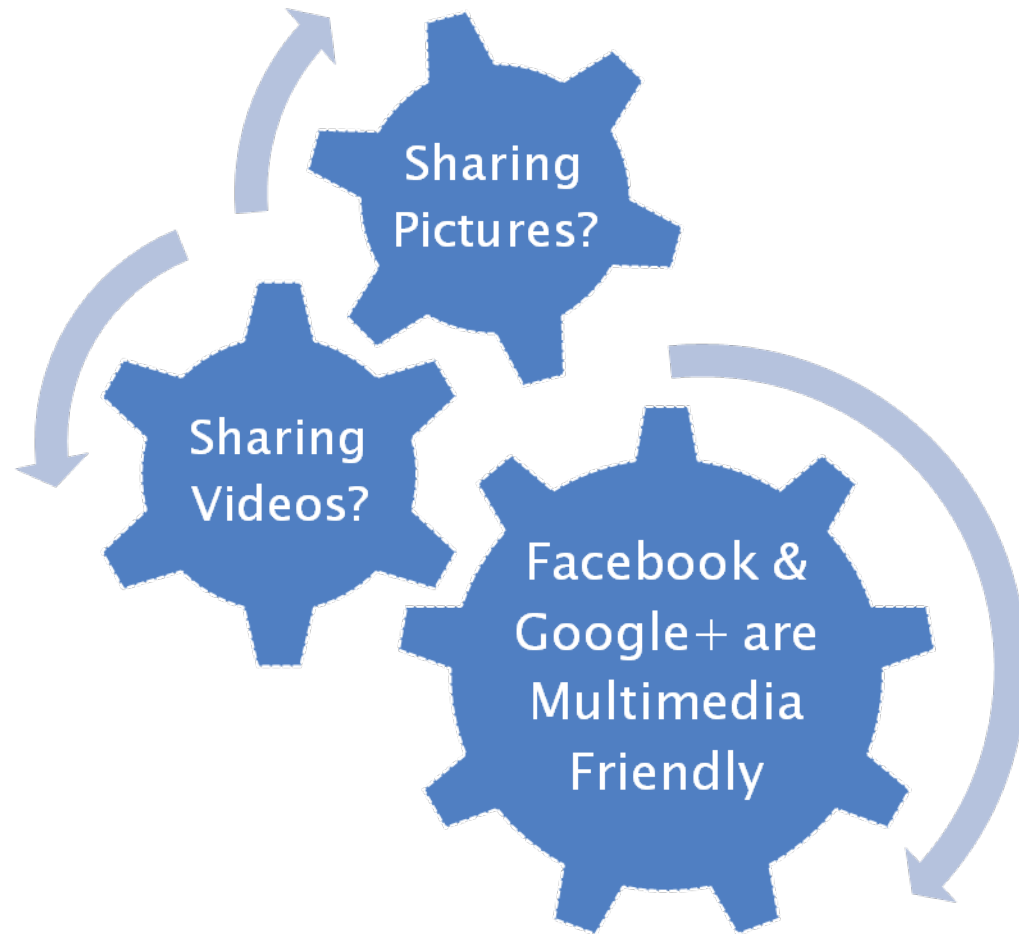 Sharing
Pictures?
Sharing
Videos?
Facebook &
Google+ are
Multimedia
Friendly